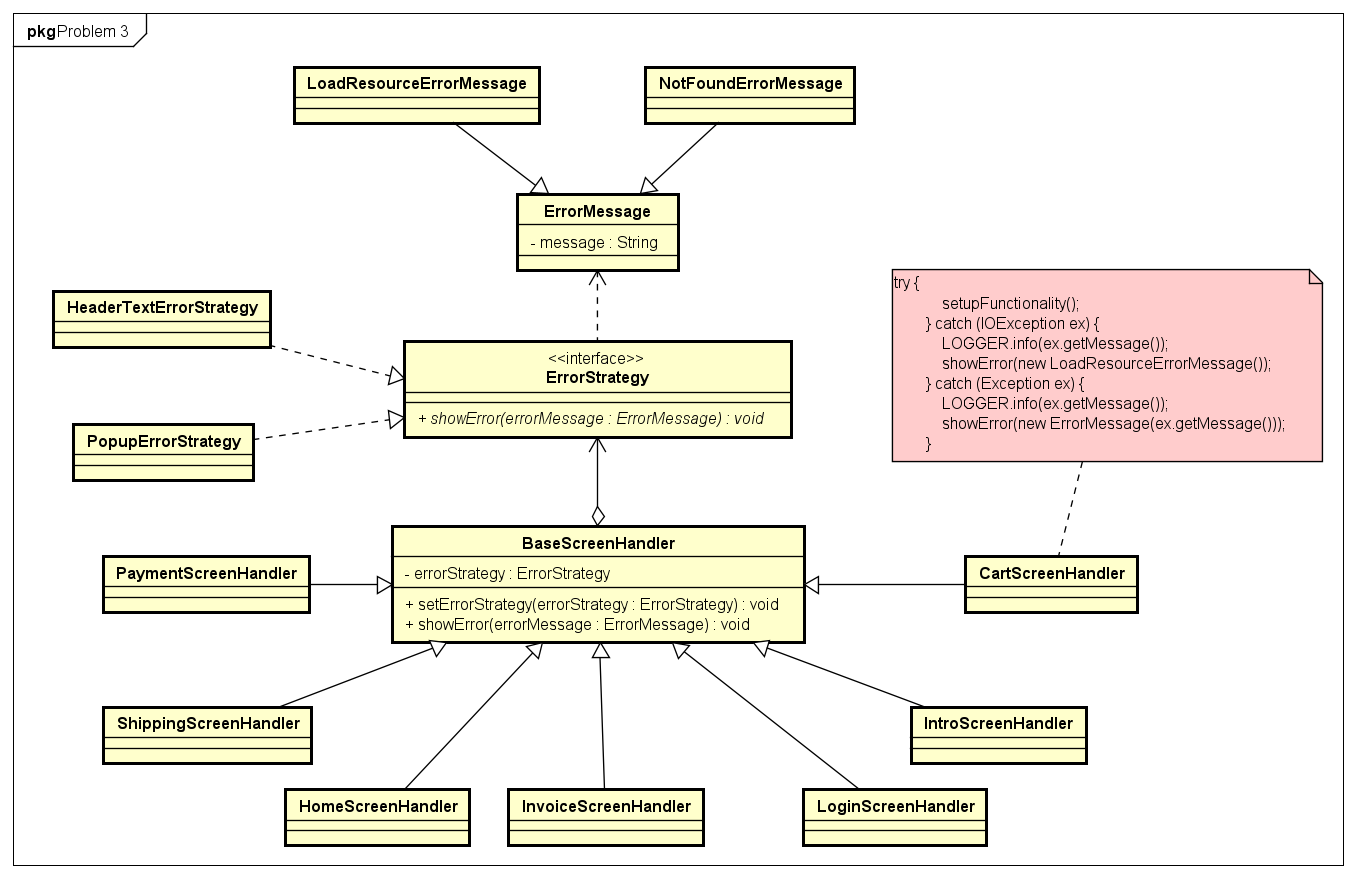 pkg Problem 3
LoadResourceErrorMessage
NotFoundErrorMessage
ErrorMessage
- message : String
HeaderTextErrorStrategy
<<interface>>
ErrorStrategy
+ showError(errorMessage : ErrorMessage) : void
PopupErrorStrategy
try {
setupFunctionality();
} catch (IOException ex) {
LOGGER.info(ex.getMessage());
showError(new LoadResourceErrorMessage());
} catch (Exception ex) {
LOGGER.info(ex.getMessage());
showError(new ErrorMessage(ex.getMessage()));
}
BaseScreenHandler
- errorStrategy : ErrorStrategy
+ setErrorStrategy(errorStrategy : ErrorStrategy) : void
+ showError(errorMessage : ErrorMessage) : void
PaymentScreenHandler
CartScreenHandler
ShippingScreenHandler
IntroScreenHandler
HomeScreenHandler
InvoiceScreenHandler
LoginScreenHandler